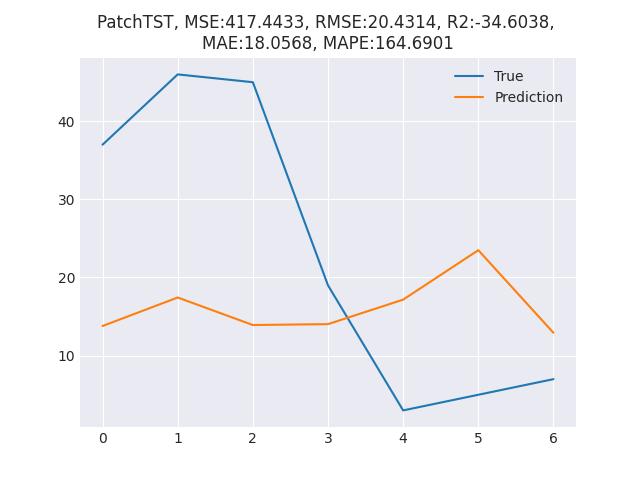 PatchTST, MSE:417.4433, RMSE:20.4314, R2:-34.6038,
MAE:18.0568, MAPE:164.6901
True
Prediction
40
30
20
10
0 1 2 3 4 5 6